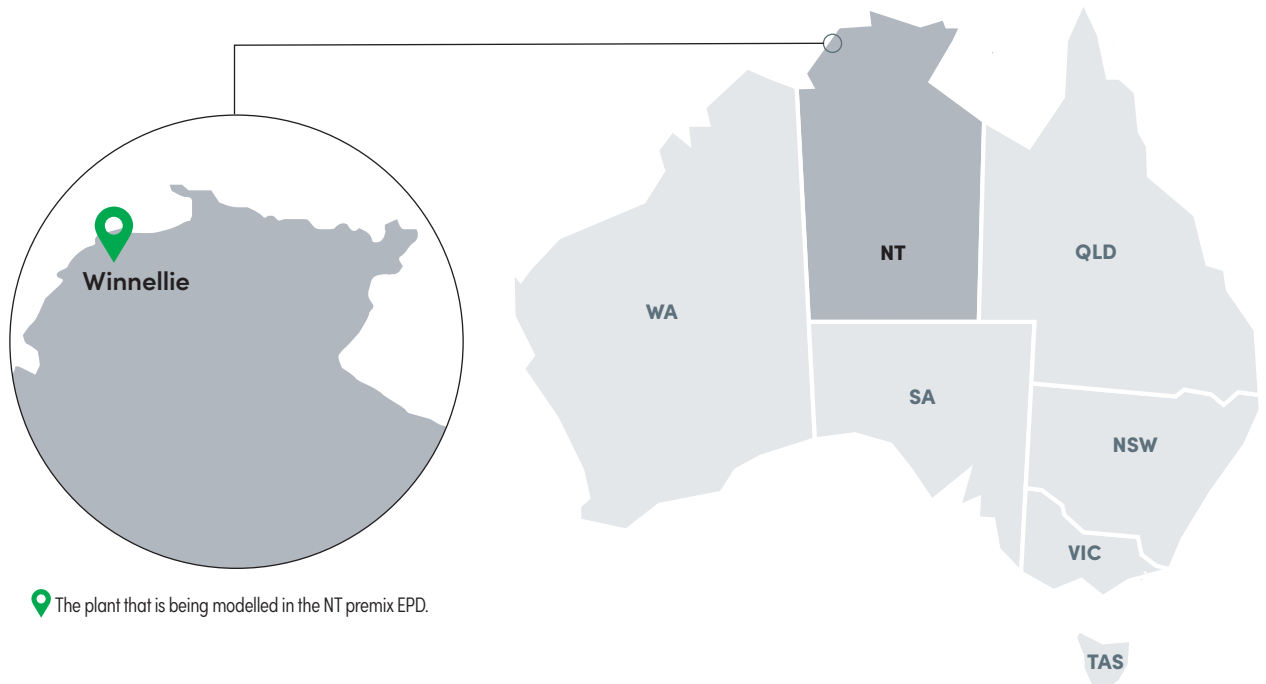 Winnellie
The plant that is being modelled in the NT premix EPD.
NT
QLD
WA
SA
NSW
VIC
TAS